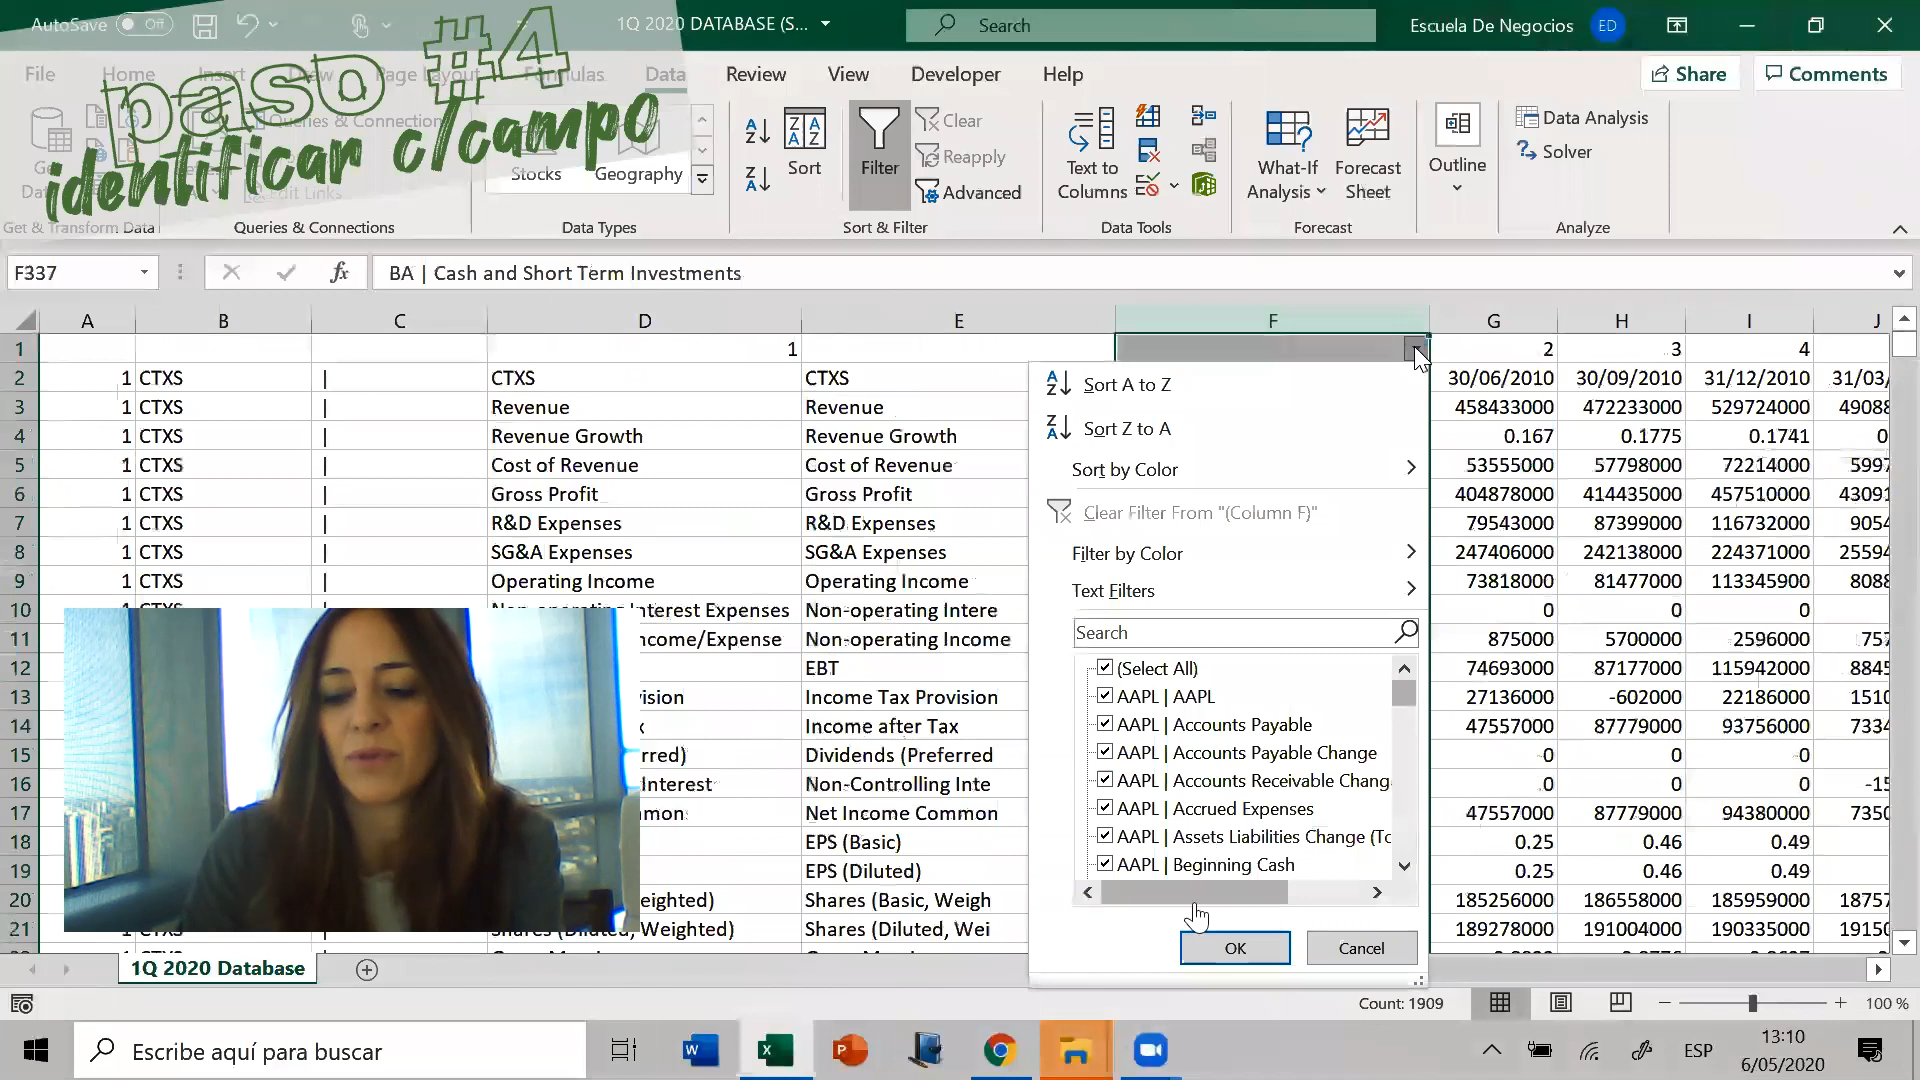 AutoSave Off
1Q 2020 DATABASE (S...
Search
Escuela De Negocios ED
paso #4
identificar c/campo
File Home Insert Draw Page Layout Formulas Data Review View Developer Help
Share Comments
Queries & Connections
Edit Links
Stocks Geography
Sort Filter Clear Reapply Advanced
Text to Columns
What-If Analysis
Forecast Sheet
Outline
Data Analysis
Solver
Get & Transform Data Queries & Connections Data Types Sort & Filter Data Tools Forecast Analyze
F337 fx BA | Cash and Short Term Investments
A B C D E F G H I J
1 1 2 3 4
2 1 CTXS | CTXS CTXS 30/06/2010 30/09/2010 31/12/2010 31/03/
3 1 CTXS | Revenue Revenue 458433000 472233000 529724000 49088
4 1 CTXS | Revenue Growth Revenue Growth 0.167 0.1775 0.1741 0
5 1 CTXS | Cost of Revenue Cost of Revenue 53555000 57798000 72214000 5997
6 1 CTXS | Gross Profit Gross Profit 404878000 414435000 457510000 43091
7 1 CTXS | R&D Expenses R&D Expenses 79543000 87399000 116732000 9054
8 1 CTXS | SG&A Expenses SG&A Expenses 247406000 242138000 224371000 25594
9 1 CTXS | Operating Income Operating Income 73818000 81477000 113345900 8088
10 1 CTXS | Non-operating Interest Expenses Non-operating Intere 0 0 0
11 ncome/Expense Non-operating Income 875000 5700000 2596000 757
12 EBT 74693000 87177000 115942000 8845
13 ision Income Tax Provision 27136000 -602000 22186000 1510
14 x Income after Tax 47557000 87779000 93756000 7334
15 rred) Dividends (Preferred 0 0 0
16 Interest Non-Controlling Inte 0 0 0 -15
17 mon Net Income Common 47557000 87779000 94380000 7350
18 EPS (Basic) 0.25 0.46 0.49
19 EPS (Diluted) 0.25 0.46 0.49
20 eighted) Shares (Basic, Weigh 185256000 186558000 185959000 18757
21 1 Shares (Diluted, Weighted) Shares (Diluted, Wei 189278000 191004000 190335000 1915
Sort A to Z
Sort Z to A
Sort by Color
Clear Filter From "(Column F)"
Filter by Color
Text Filters
Search
(Select All)
AAPL | AAPL
AAPL | Accounts Payable
AAPL | Accounts Payable Change
AAPL | Accounts Receivable Chang
AAPL | Accrued Expenses
AAPL | Assets Liabilities Change (To
AAPL | Beginning Cash
OK Cancel
1Q 2020 Database
Count: 1909 100 %
Escribe aquí para buscar
ESP
13:10
6/05/2020